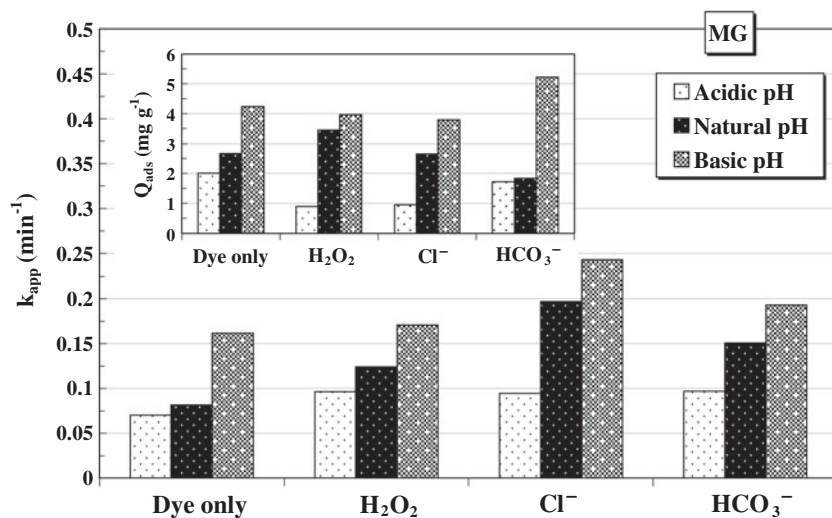 MG
Acidic pH
Natural pH
Basic pH
k_app (min⁻¹)
0.5
0.45
0.4
0.35
0.3
0.25
0.2
0.15
0.1
0.05
0
Dye only
H₂O₂
Cl⁻
HCO₃⁻
Q_ads (mg g⁻¹)
6
5
4
3
2
1
0
Dye only
H₂O₂
Cl⁻
HCO₃⁻